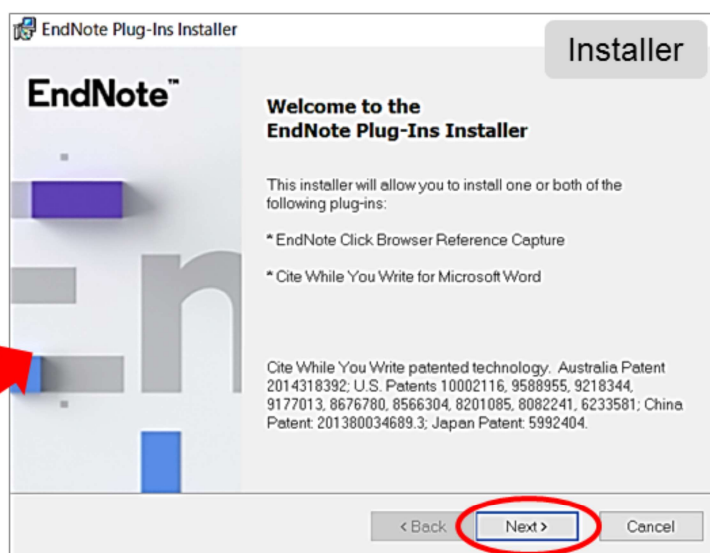 EndNote Plug-Ins Installer
Installer
EndNote™
Welcome to the
EndNote Plug-Ins Installer
This installer will allow you to install one or both of the
following plug-ins:
* EndNote Click Browser Reference Capture
* Cite While You Write for Microsoft Word
Cite While You Write patented technology. Australia Patent
2014318392; U.S. Patents 10002116, 9588955, 9218344,
9177013, 8676780, 8566304, 8201085, 8082241, 6233581; China
Patent: 201380034689.3; Japan Patent: 5992404.
< Back
Next >
Cancel